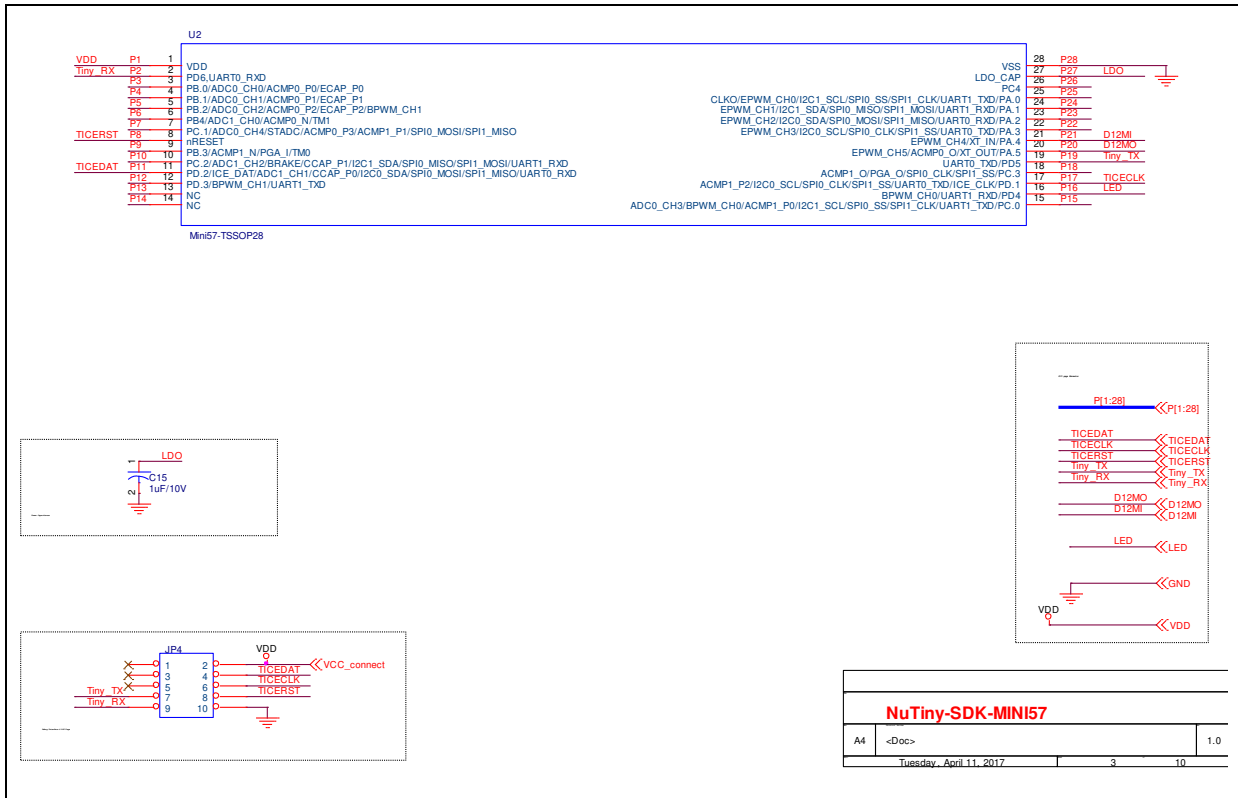 U2
VDD P1 1 VDD
Tiny_RX P2 2 PD6,UART0_RXD
P3 3 PB.0/ADC0_CH0/ACMP0_P0/ECAP_P0
P4 4 PB.1/ADC0_CH1/ACMP0_P1/ECAP_P1
P5 5 PB.2/ADC0_CH2/ACMP0_P2/ECAP_P2/BPWM_CH1
P6 6 PB4/ADC1_CH0/ACMP0_N/TM1
P7 7 PC.1/ADC0_CH4/STADC/ACMP0_P3/ACMP1_P1/SPI0_MOSI/SPI1_MISO
TICERST P8 8 nRESET
P9 9 PB.3/ACMP1_N/PGA_I/TM0
P10 10 PC.2/ADC1_CH2/BRAKE/CCAP_P1/I2C1_SDA/SPI0_MISO/SPI1_MOSI/UART1_RXD
TICEDAT P11 11 PD.2/ICE_DAT/ADC1_CH1/CCAP_P0/I2C0_SDA/SPI0_MOSI/SPI1_MISO/UART0_RXD
P12 12 PD.3/BPWM_CH1/UART1_TXD
P13 13 NC
P14 14 NC
VSS 28 P28
LDO_CAP 27 P27 LDO
PC4 26 P26
CLKO/EPWM_CH0/I2C1_SCL/SPI0_SS/SPI1_CLK/UART1_TXD/PA.0 25 P25
EPWM_CH1/I2C1_SDA/SPI0_MISO/SPI1_MOSI/UART1_RXD/PA.1 24 P24
EPWM_CH2/I2C0_SDA/SPI0_MOSI/SPI1_MISO/UART0_RXD/PA.2 23 P23
EPWM_CH3/I2C0_SCL/SPI0_CLK/SPI1_SS/UART0_TXD/PA.3 22 P22
EPWM_CH4/XT_IN/PA.4 21 P21 D12MI
EPWM_CH5/ACMP0_O/XT_OUT/PA.5 20 P20 D12MO
UART0_TXD/PD5 19 P19 Tiny_TX
ACMP1_O/PGA_O/SPI0_CLK/SPI1_SS/PC.3 18 P18
ACMP1_P2/I2C0_SCL/SPI0_CLK/SPI1_SS/UART0_TXD/ICE_CLK/PD.1 17 P17 TICECLK
BPWM_CH0/UART1_RXD/PD4 16 P16 LED
ADC0_CH3/BPWM_CH0/ACMP1_P0/I2C1_SCL/SPI0_SS/SPI1_CLK/UART1_TXD/PC.0 15 P15
Mini57-TSSOP28
P[1:28] P[1:28]
TICEDAT TICEDAT
TICECLK TICECLK
TICERST TICERST
Tiny_TX Tiny_TX
Tiny_RX Tiny_RX
D12MO D12MO
D12MI D12MI
LED LED
GND
VDD
VDD
1 LDO
C15
1uF/10V
2
JP4 VDD
1 2 VCC_connect
3 4 TICEDAT
5 6 TICECLK
Tiny_TX 7 8 TICERST
Tiny_RX 9 10
NuTiny-SDK-MINI57
A4 <Doc> 1.0
Tuesday, April 11, 2017 3 10